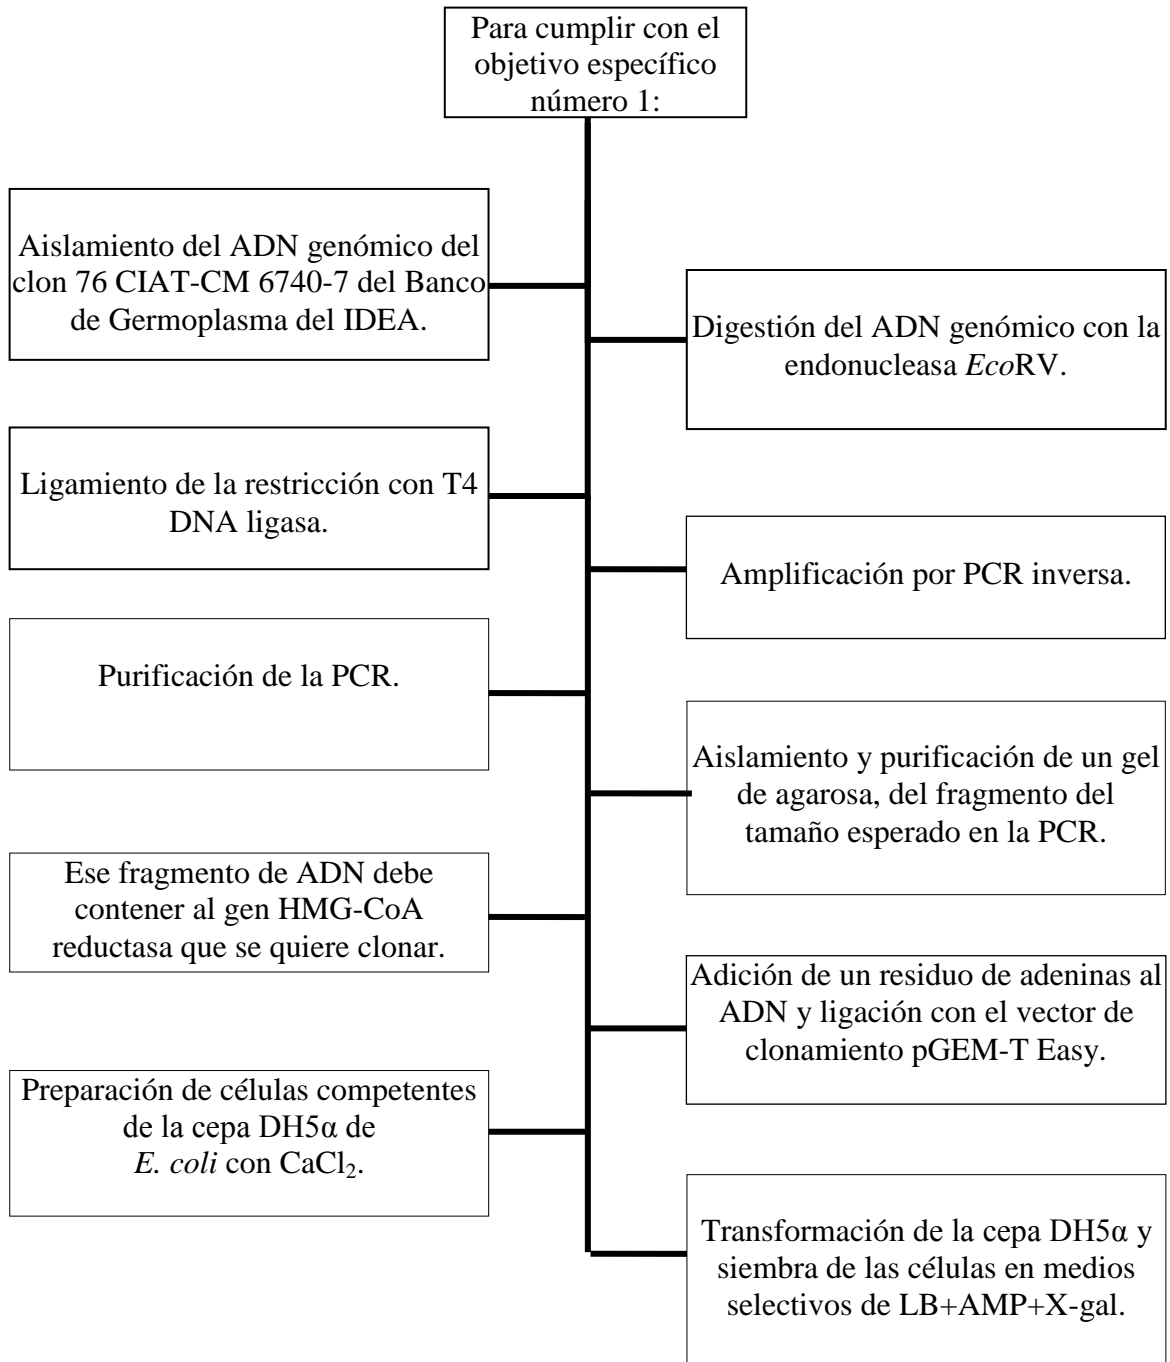 Para cumplir con el
objetivo específico
número 1:
Aislamiento del ADN genómico del
clon 76 CIAT-CM 6740-7 del Banco
de Germoplasma del IDEA.
Digestión del ADN genómico con la
endonucleasa EcoRV.
Ligamiento de la restricción con T4
DNA ligasa.
Amplificación por PCR inversa.
Purificación de la PCR.
Aislamiento y purificación de un gel
de agarosa, del fragmento del
tamaño esperado en la PCR.
Ese fragmento de ADN debe
contener al gen HMG-CoA
reductasa que se quiere clonar.
Adición de un residuo de adeninas al
ADN y ligación con el vector de
clonamiento pGEM-T Easy.
Preparación de células competentes
de la cepa DH5α de
E. coli con CaCl₂.
Transformación de la cepa DH5α y
siembra de las células en medios
selectivos de LB+AMP+X-gal.